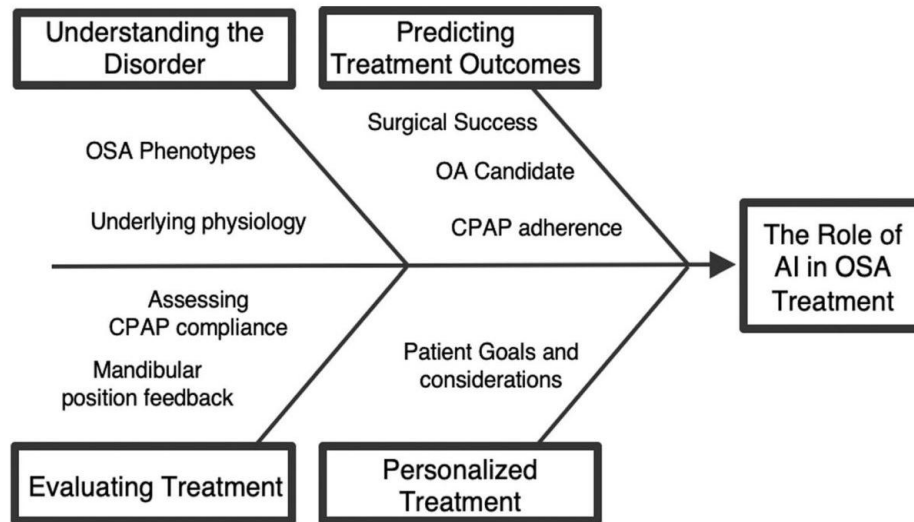 Understanding the
Disorder
Predicting
Treatment Outcomes
OSA Phenotypes
Underlying physiology
Surgical Success
OA Candidate
CPAP adherence
The Role of
AI in OSA
Treatment
Assessing
CPAP compliance
Mandibular
position feedback
Patient Goals and
considerations
Evaluating Treatment
Personalized
Treatment